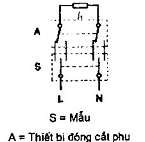 A
S
L N
S = Mẫu
A = Thiết bị đóng cắt phụ